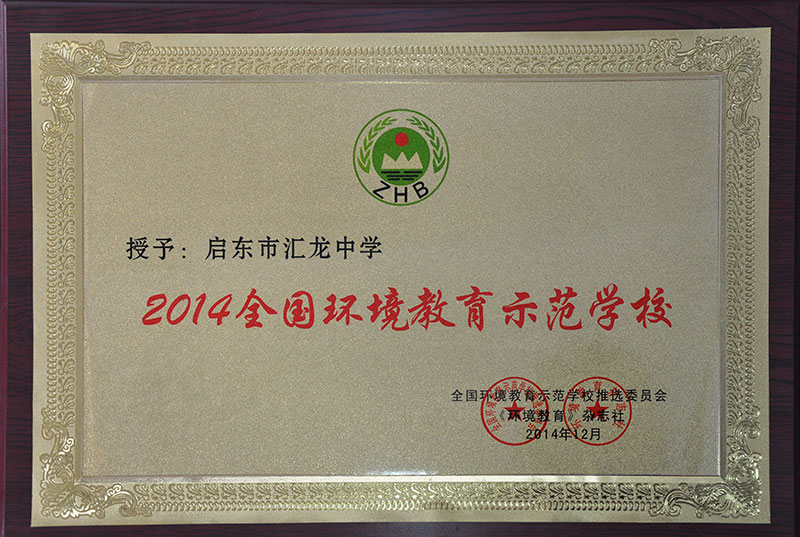 ZHB
授予：启东市汇龙中学
2014全国环境教育示范学校
全国环境教育示范学校推选委员会
《环境教育》杂志社
2014年12月